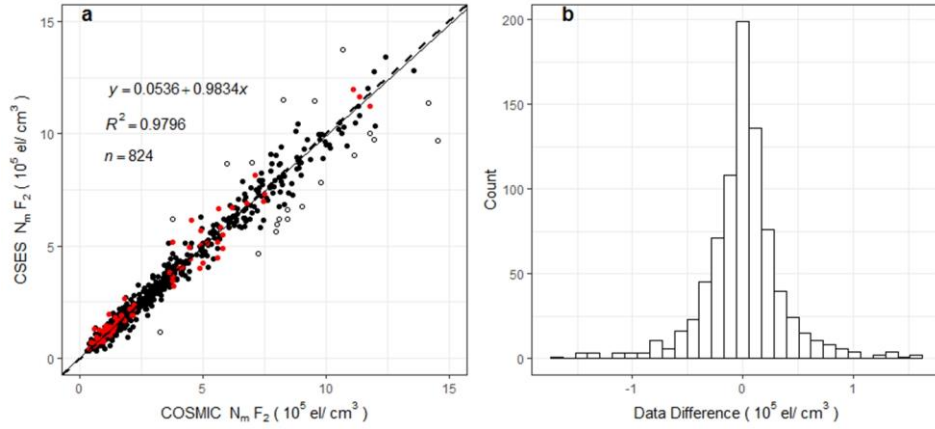 a
15
10
5
0
y = 0.0536 + 0.9834x
R² = 0.9796
n = 824
0 5 10 15
COSMIC NₘF₂ ( 10⁵ el/ cm³ )
CSES NₘF₂ ( 10⁵ el/ cm³ )
b
200
150
100
50
0
-1 0 1
Data Difference ( 10⁵ el/ cm³ )
Count